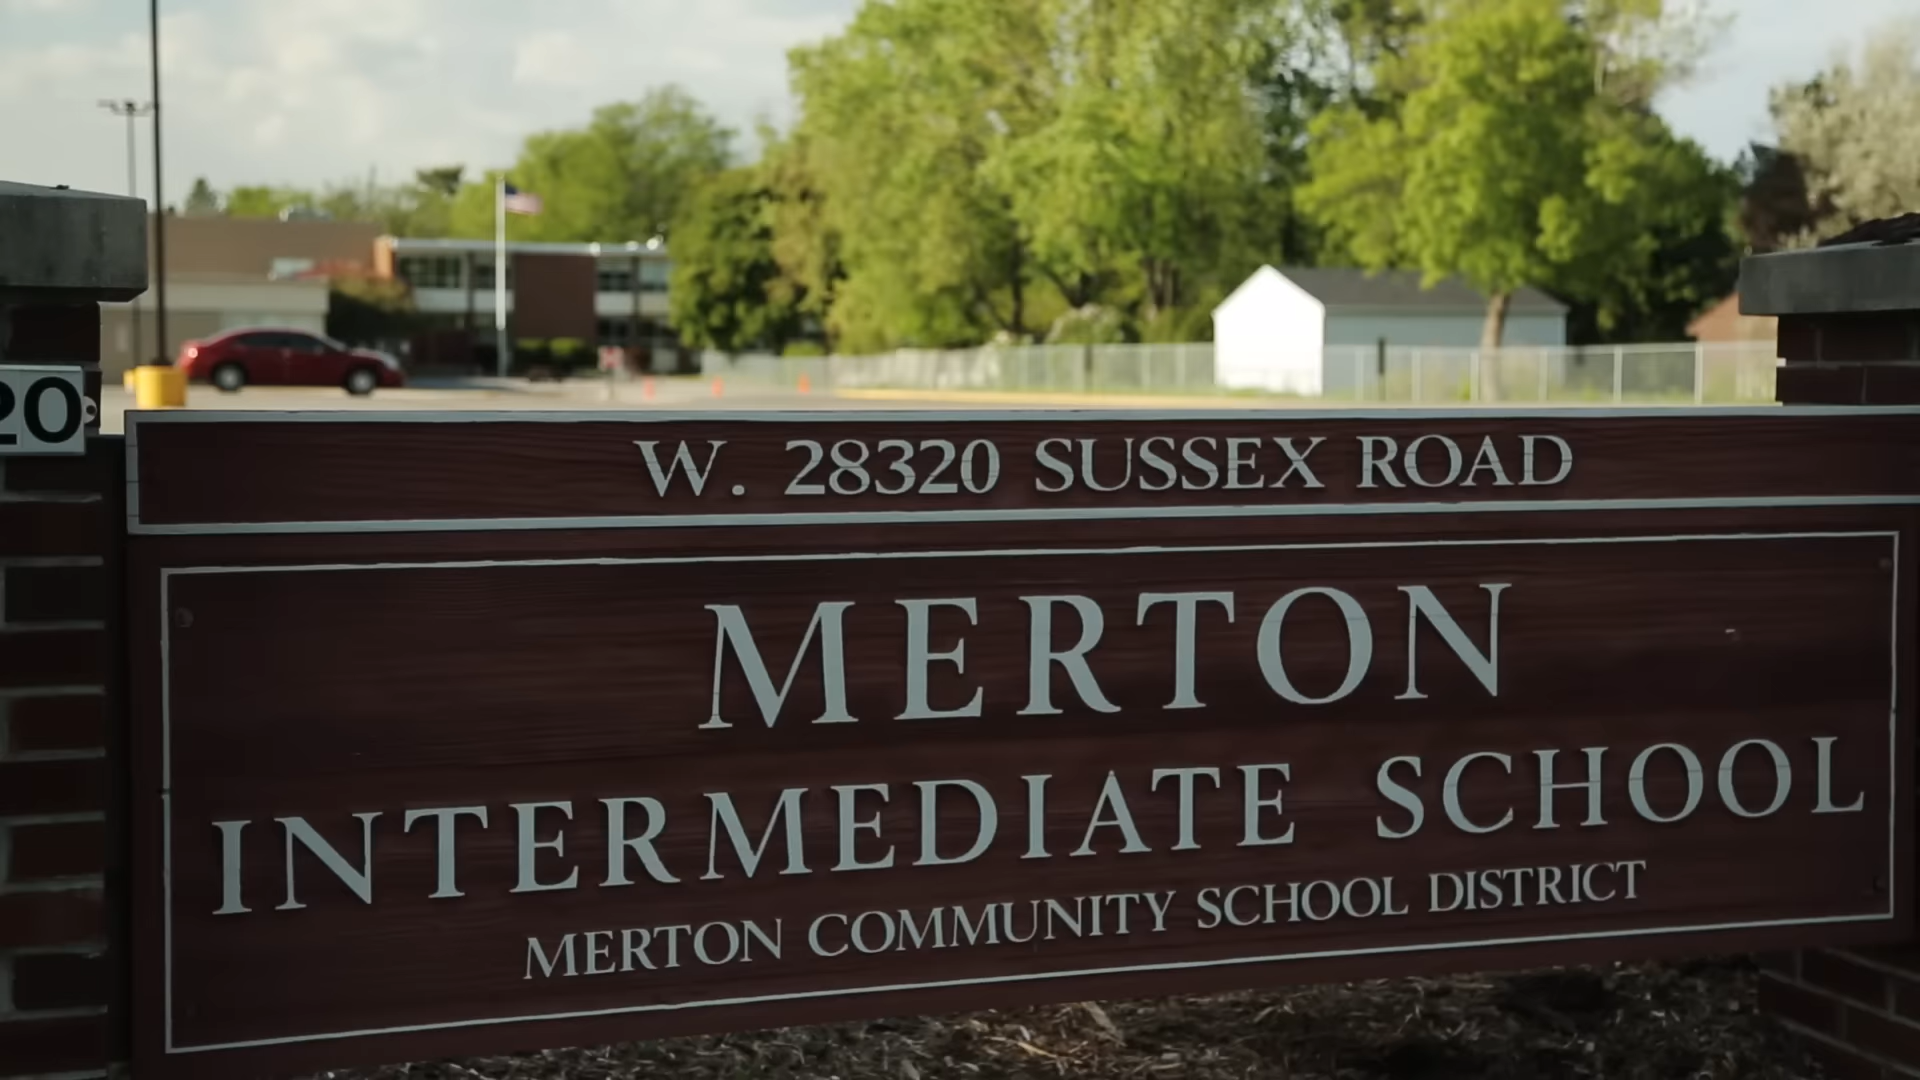 20
W. 28320 SUSSEX ROAD
MERTON
INTERMEDIATE SCHOOL
MERTON COMMUNITY SCHOOL DISTRICT